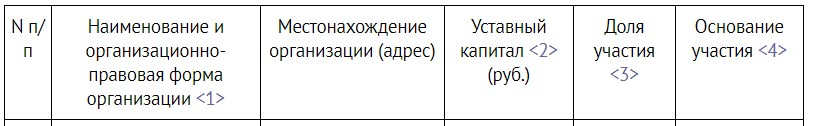 N п/
п
Наименование и
организационно-
правовая форма
организации <1>
Местонахождение
организации (адрес)
Уставный
капитал <2>
(руб.)
Доля
участия
<3>
Основание
участия <4>